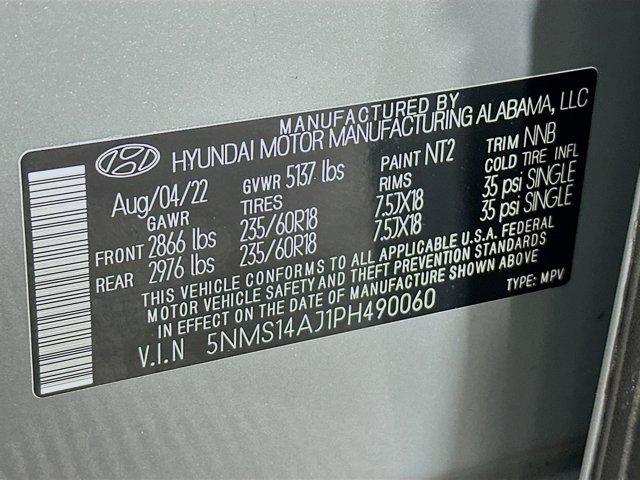 MANUFACTURED BY
HYUNDAI MOTOR MANUFACTURING ALABAMA, LLC
Aug/04/22 GVWR 5137 lbs PAINT NT2 TRIM NNB
GAWR TIRES RIMS COLD TIRE INFL
FRONT 2866 lbs 235/60R18 7.5JX18 35 psi SINGLE
REAR 2976 lbs 235/60R18 7.5JX18 35 psi SINGLE
THIS VEHICLE CONFORMS TO ALL APPLICABLE U.S.A. FEDERAL
MOTOR VEHICLE SAFETY AND THEFT PREVENTION STANDARDS
IN EFFECT ON THE DATE OF MANUFACTURE SHOWN ABOVE
V.I.N 5NMS14AJ1PH490060 TYPE: MPV